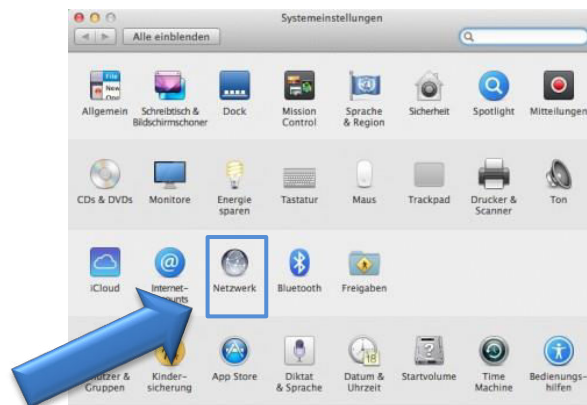 Systemeinstellungen
Alle einblenden
Allgemein
Schreibtisch &
Bildschirmschoner
Dock
Mission
Control
Sprache
& Region
Sicherheit
Spotlight
Mitteilungen
CDs & DVDs
Monitore
Energie
sparen
Tastatur
Maus
Trackpad
Drucker &
Scanner
Ton
iCloud
Internet-
Netzwerk
Bluetooth
Freigaben
Gruppen
Kinder-
sicherung
App Store
Diktat
& Sprache
Datum &
Uhrzeit
Startvolume
Time
Machine
Bedienungs-
hilfen